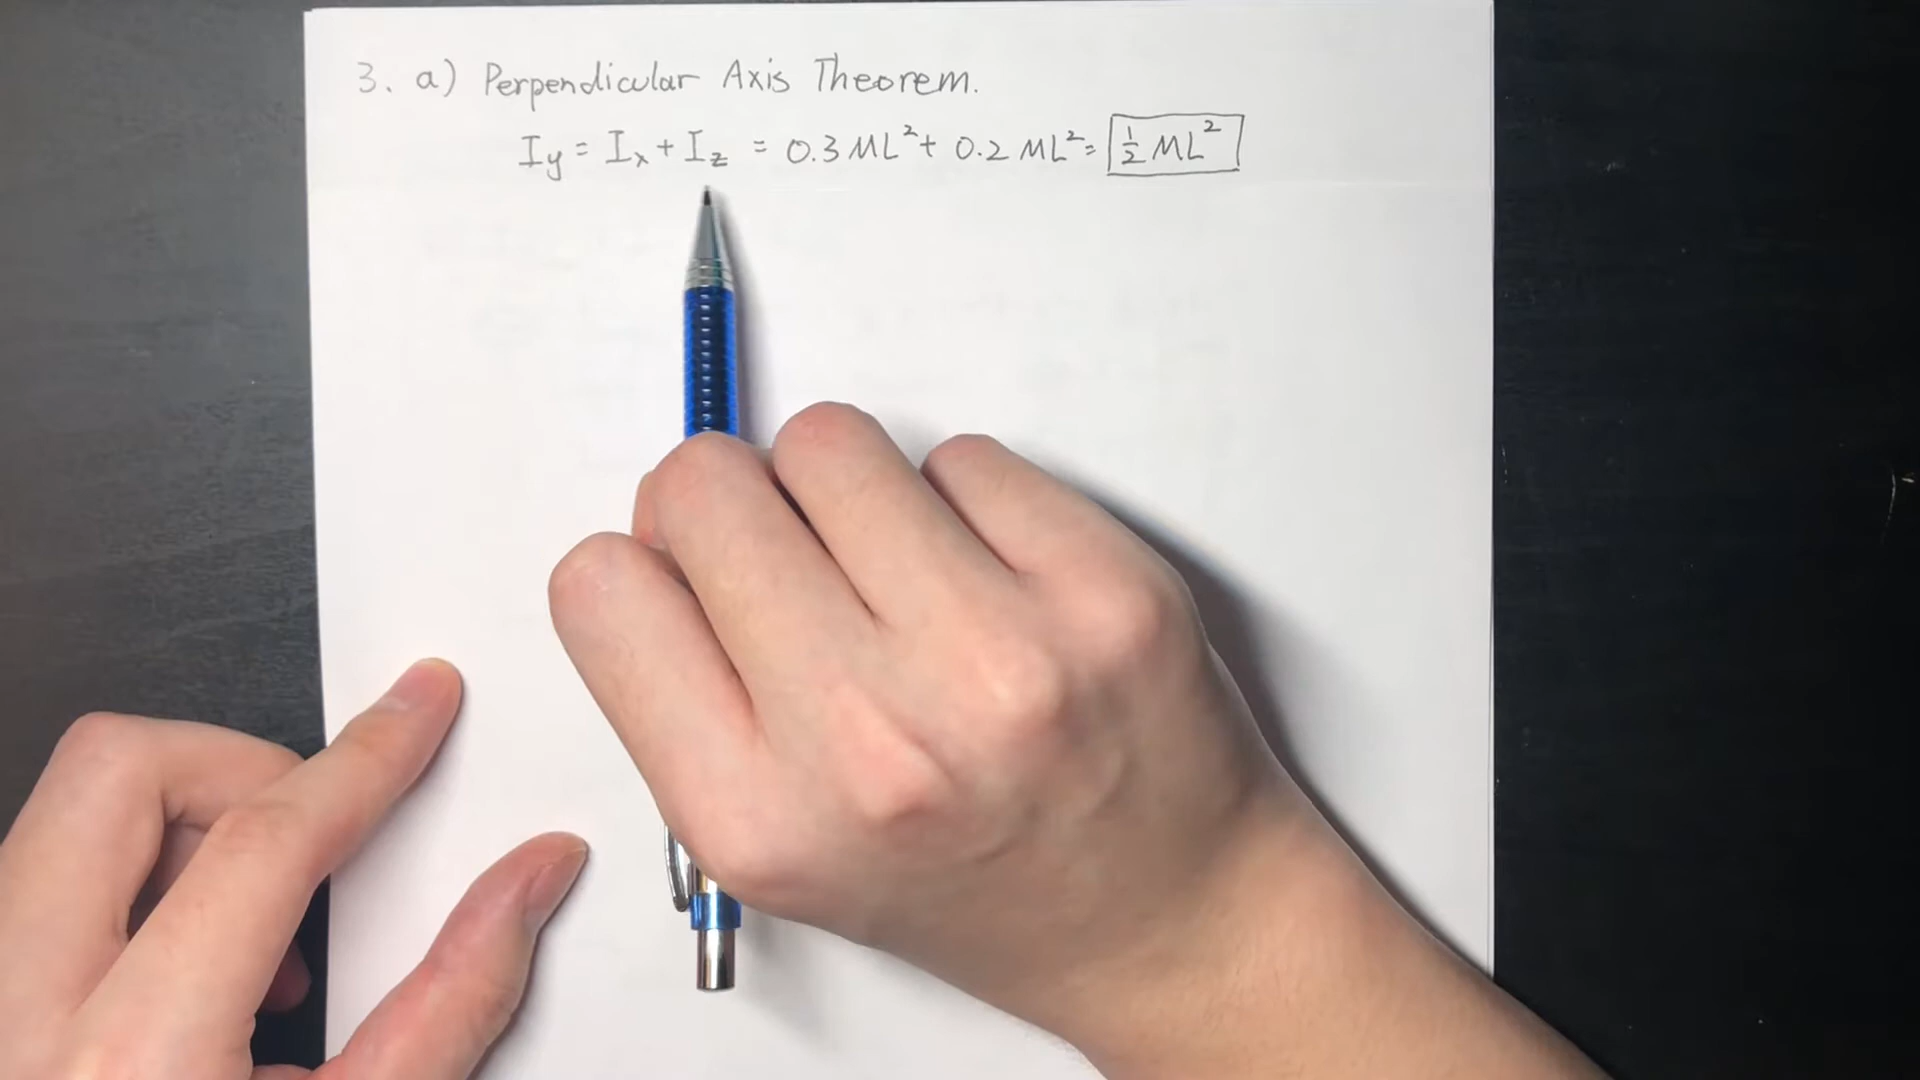 3. a) Perpendicular Axis Theorem.
Iy = Ix + Iz = 0.3 ML² + 0.2 ML² = ½ ML²